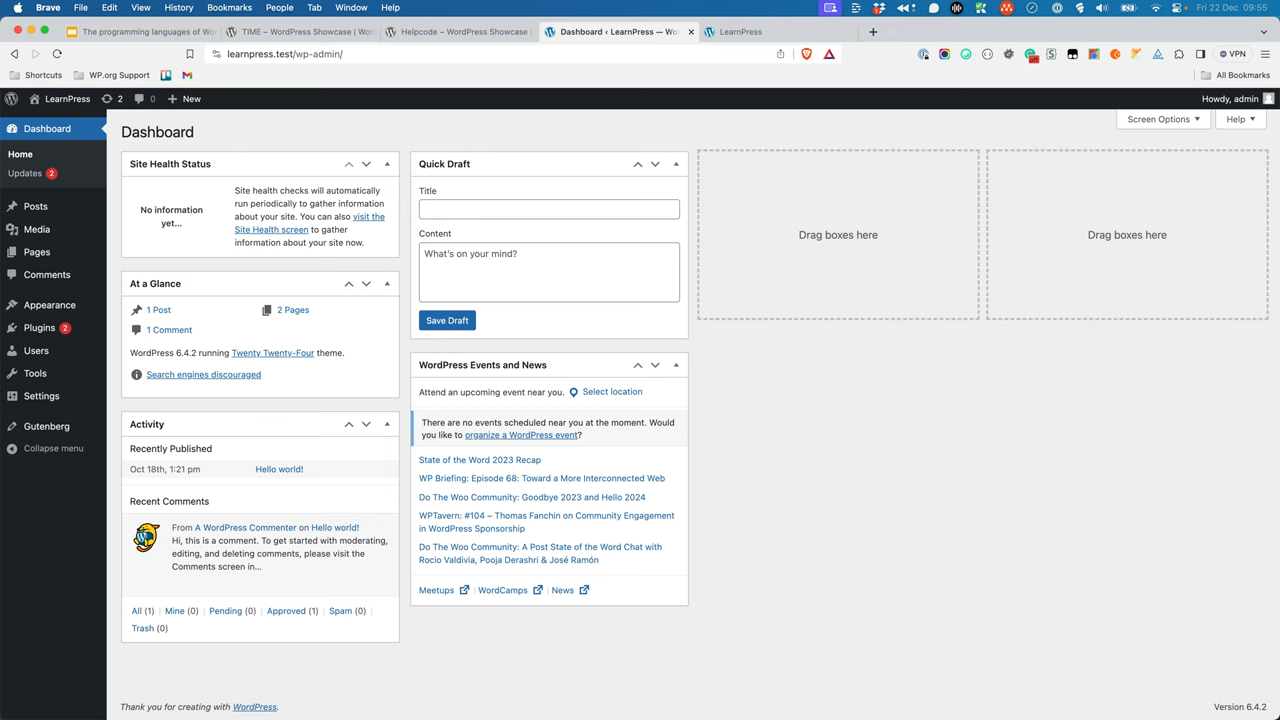 Brave Browser File Edit View History Bookmarks Profiles Tab Window Help
Fri 22 Dec 09:55
The programming languages of Wo
TIME – WordPress Showcase | Word
Helpcode – WordPress Showcase |
Dashboard ‹ LearnPress — Wo
LearnPress
learnpress.test/wp-admin/
VPN
Shortcuts
WP.org Support
All Bookmarks
LearnPress 2 0 New
Howdy, admin
Dashboard
Home
Updates 2
Posts
Media
Pages
Comments
Appearance
Plugins 2
Users
Tools
Settings
Gutenberg
Collapse menu
Dashboard
Screen Options
Help
Site Health Status
No information
yet...
Site health checks will automatically
run periodically to gather information
about your site. You can also visit the
Site Health screen to gather
information about your site now.
At a Glance
1 Post
2 Pages
1 Comment
WordPress 6.4.2 running Twenty Twenty-Four theme.
Search engines discouraged
Activity
Recently Published
Oct 18th, 1:21 pm
Hello world!
Recent Comments
From A WordPress Commenter on Hello world!
Hi, this is a comment. To get started with moderating,
editing, and deleting comments, please visit the
Comments screen in…
All (1) | Mine (0) | Pending (0) | Approved (1) | Spam (0) |
Trash (0)
Quick Draft
Title
Content
What's on your mind?
Save Draft
WordPress Events and News
Attend an upcoming event near you.
Select location
There are no events scheduled near you at the moment. Would
you like to organize a WordPress event?
State of the Word 2023 Recap
WP Briefing: Episode 68: Toward a More Interconnected Web
Do The Woo Community: Goodbye 2023 and Hello 2024
WPTavern: #104 – Thomas Fanchin on Community Engagement
in WordPress Sponsorship
Do The Woo Community: A Post State of the Word Chat with
Rocio Valdivia, Pooja Derashri & José Ramón
Meetups | WordCamps | News
Drag boxes here
Drag boxes here
Thank you for creating with WordPress.
Version 6.4.2